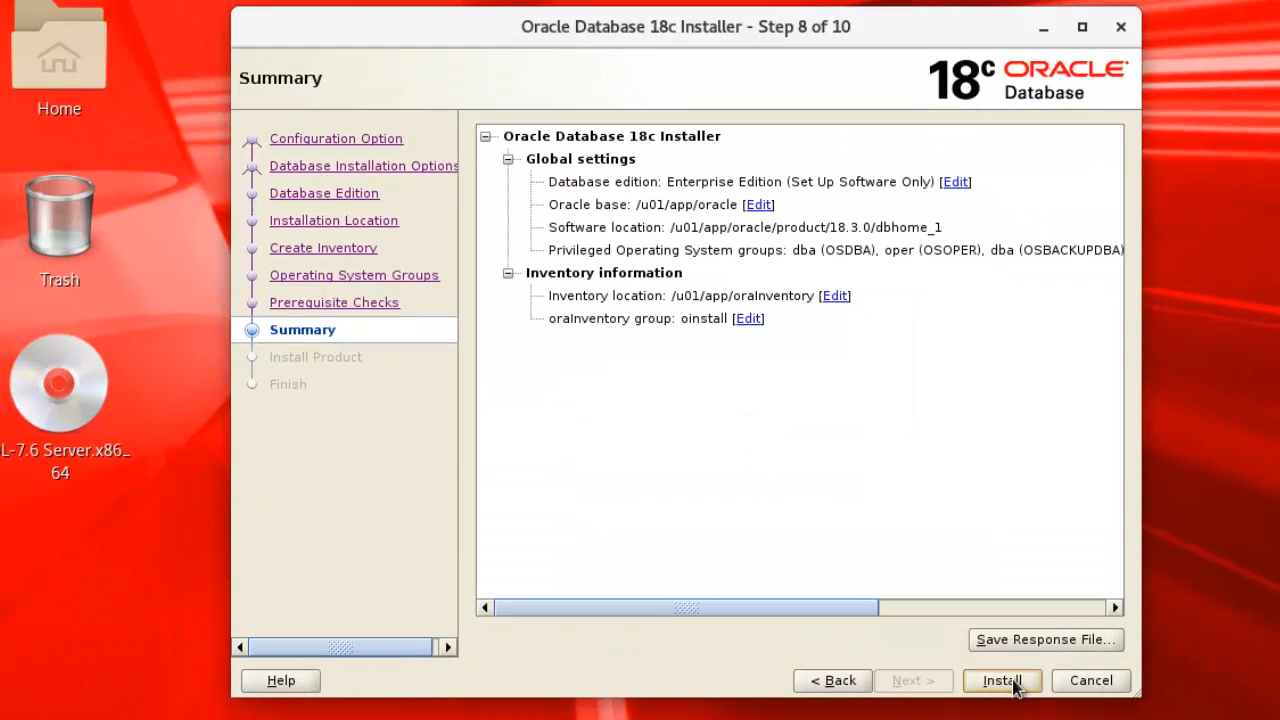 Oracle Database 18c Installer - Step 8 of 10
Home
Trash
L-7.6 Server.x86_
64
Summary
18c ORACLE
Database
Configuration Option
Database Installation Options
Database Edition
Installation Location
Create Inventory
Operating System Groups
Prerequisite Checks
Summary
Install Product
Finish
Oracle Database 18c Installer
Global settings
Database edition: Enterprise Edition (Set Up Software Only) [Edit]
Oracle base: /u01/app/oracle [Edit]
Software location: /u01/app/oracle/product/18.3.0/dbhome_1
Privileged Operating System groups: dba (OSDBA), oper (OSOPER), dba (OSBACKUPDBA)
Inventory information
Inventory location: /u01/app/oraInventory [Edit]
oraInventory group: oinstall [Edit]
Save Response File...
Help
< Back
Next >
Install
Cancel